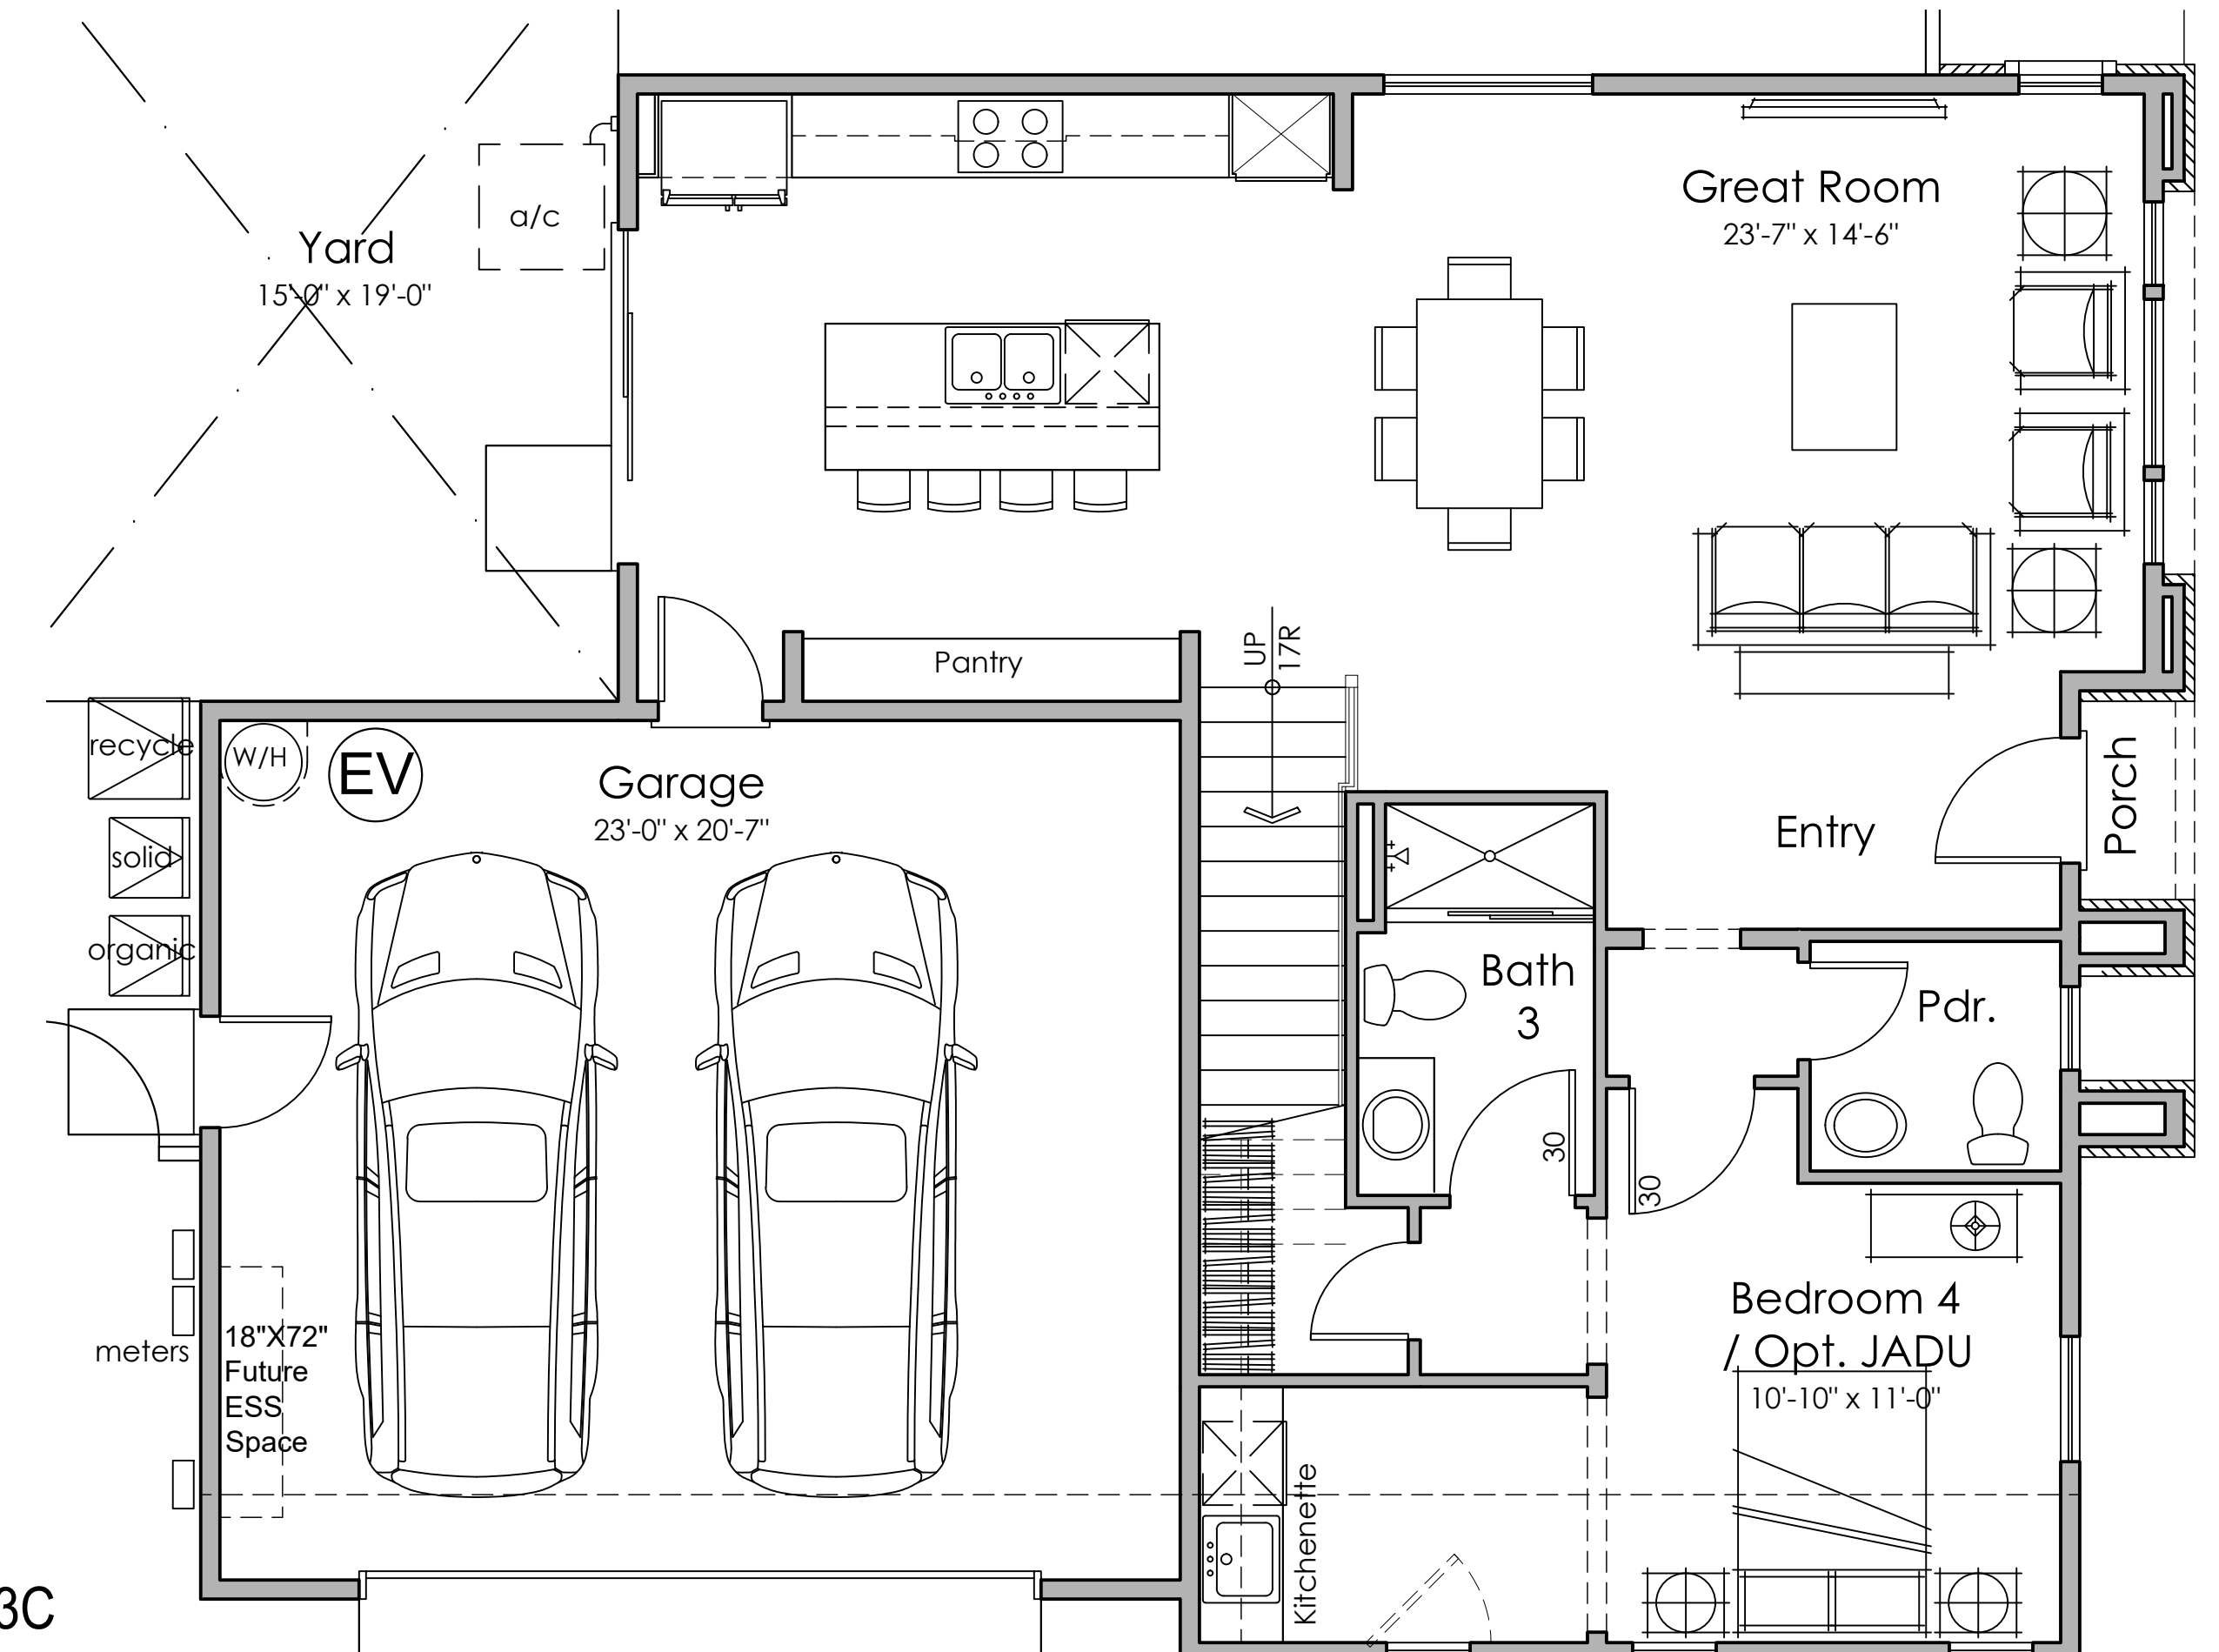 Great Room
23'-7" x 14'-6"
a/c
Yard
15'-0" x 19'-0"
UP
17R
Pantry
recycle
W/H
EV
Garage
23'-0" x 20'-7"
Porch
Entry
solid
organic
Bath
3
Pdr.
30
30
Bedroom 4
/ Opt. JADU
10'-10" x 11'-0"
meters
18"X72"
Future
ESS
Space
Kitchenette
3C